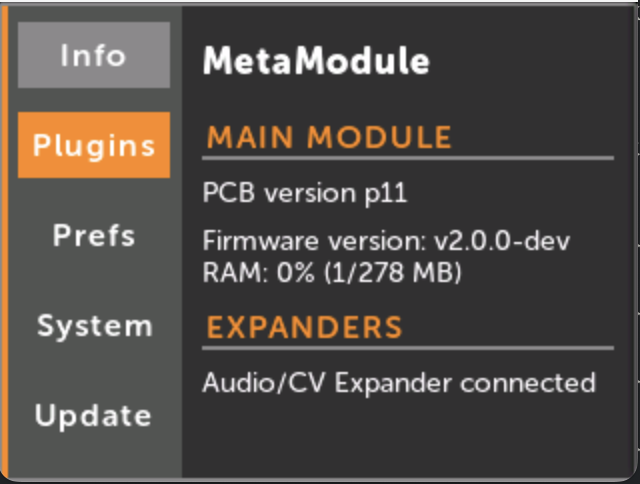 Info
Plugins
Prefs
System
Update
MetaModule
MAIN MODULE
PCB version p11
Firmware version: v2.0.0-dev
RAM: 0% (1/278 MB)
EXPANDERS
Audio/CV Expander connected